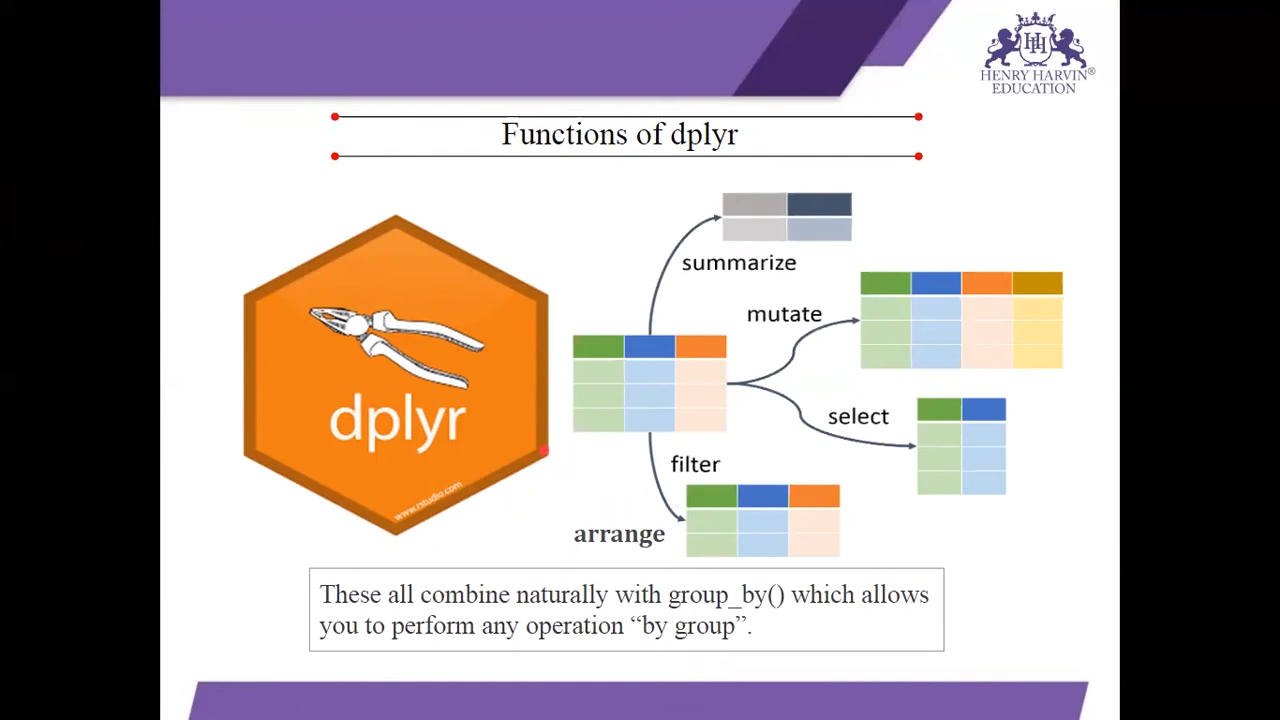 HENRY HARVIN®
EDUCATION
Functions of dplyr
summarize
mutate
select
filter
arrange
dplyr
www.rstudio.com
These all combine naturally with group_by() which allows
you to perform any operation “by group”.